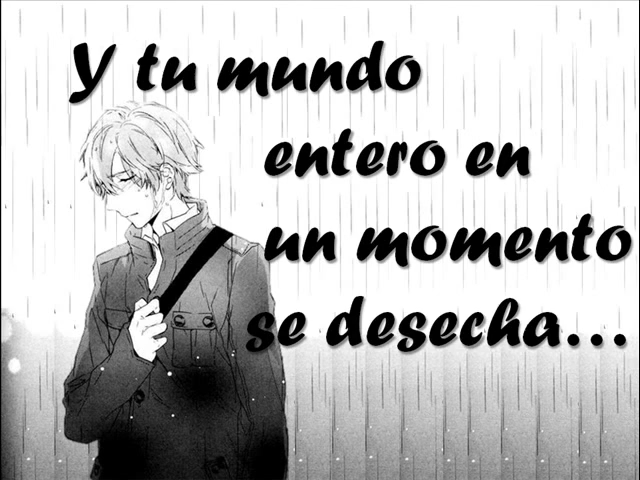 Y tu mundo
entero en
un momento
se desecha...